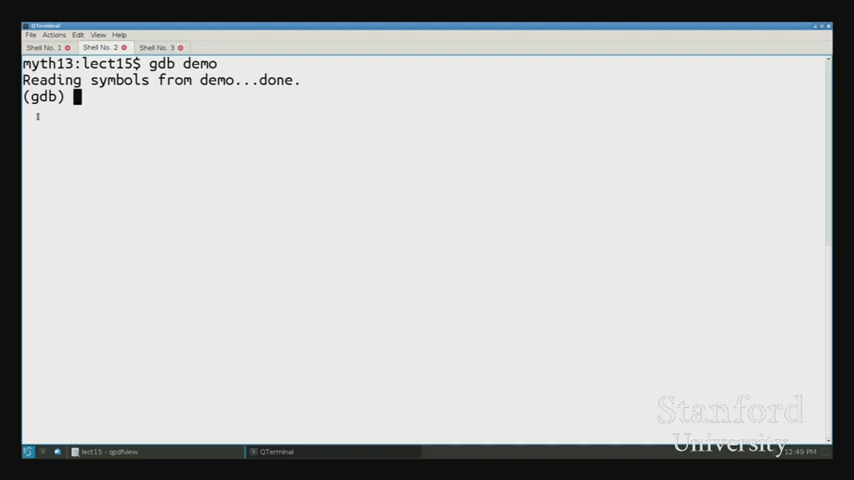 QTerminal
File Actions Edit View Help
Shell No. 1 Shell No. 2 Shell No. 3
myth13:lect15$ gdb demo
Reading symbols from demo...done.
(gdb)
Stanford
University
lect15 - qpdfview QTerminal 12:49 PM